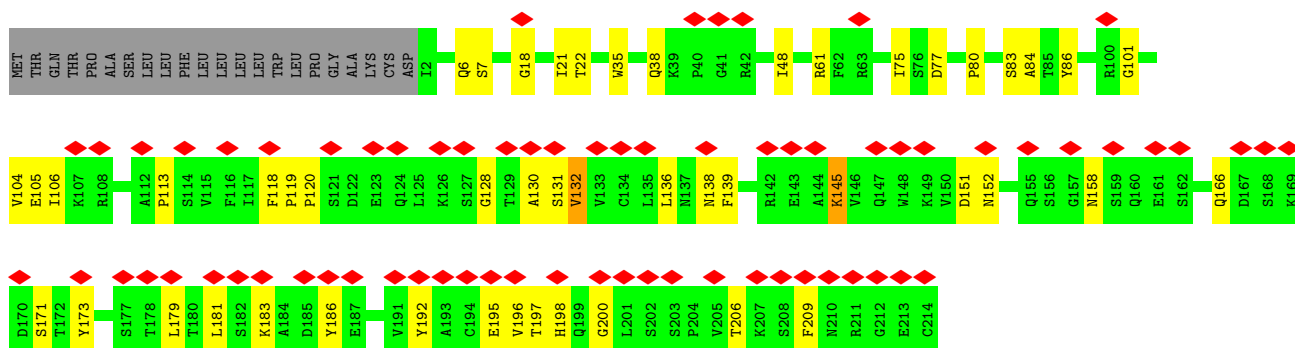 MET THR GLN THR PRO ALA SER LEU LEU PHE LEU LEU LEU LEU TRP LEU PRO GLY ALA LYS CYS ASP I2 Q6 S7 G18 I21 T22 W35 Q38 K39 P40 G41 R42 I48 R61 F62 R63 I75 S76 D77 P80 S83 A84 T85 Y86 R100 G101
V104 E105 I106 K107 R108 A112 P113 S114 V115 F116 I117 F118 P119 P120 S121 D122 E123 Q124 L125 K126 S127 G128 T129 A130 S131 V132 V133 C134 L135 L136 N137 N138 F139 R142 E143 A144 K145 V146 Q147 W148 K149 V150 D151 N152 Q155 S156 G157 N158 S159 Q160 E161 S162 Q166 D167 S168 K169
D170 S171 T172 Y173 S177 T178 L179 T180 L181 S182 K183 A184 D185 Y186 E187 V191 Y192 A193 C194 E195 V196 T197 H198 Q199 G200 L201 S202 S203 P204 V205 T206 K207 S208 F209 N210 R211 G212 E213 C214